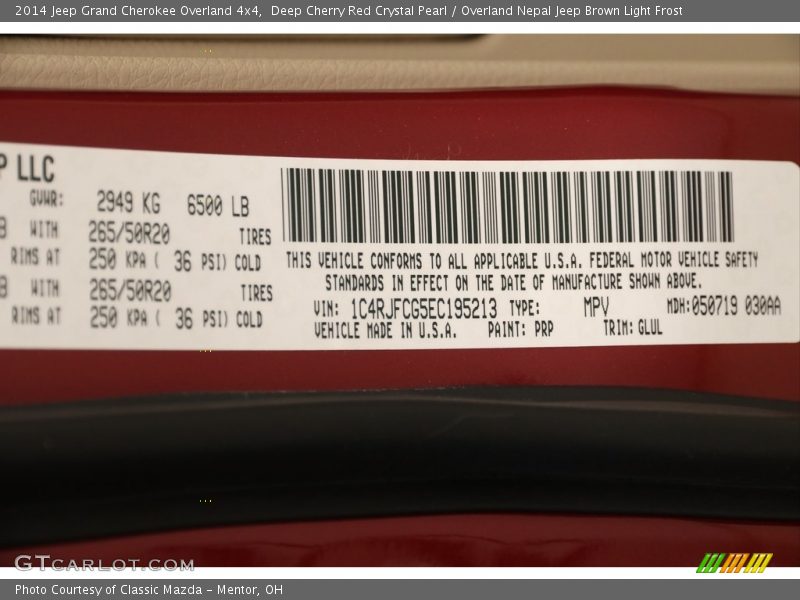 2014 Jeep Grand Cherokee Overland 4x4,  Deep Cherry Red Crystal Pearl / Overland Nepal Jeep Brown Light Frost
LLC
GVWR: 2949 KG 6500 LB
WITH 265/50R20 TIRES
RIMS AT 250 KPA ( 36 PSI) COLD
WITH 265/50R20 TIRES
RIMS AT 250 KPA ( 36 PSI) COLD
THIS VEHICLE CONFORMS TO ALL APPLICABLE U.S.A. FEDERAL MOTOR VEHICLE SAFETY
STANDARDS IN EFFECT ON THE DATE OF MANUFACTURE SHOWN ABOVE.
VIN: 1C4RJFCG5EC195213 TYPE: MPV MDH:050719 030AA
VEHICLE MADE IN U.S.A. PAINT: PRP TRIM: GLUL
GTCARLOT.COM
Photo Courtesy of Classic Mazda - Mentor, OH